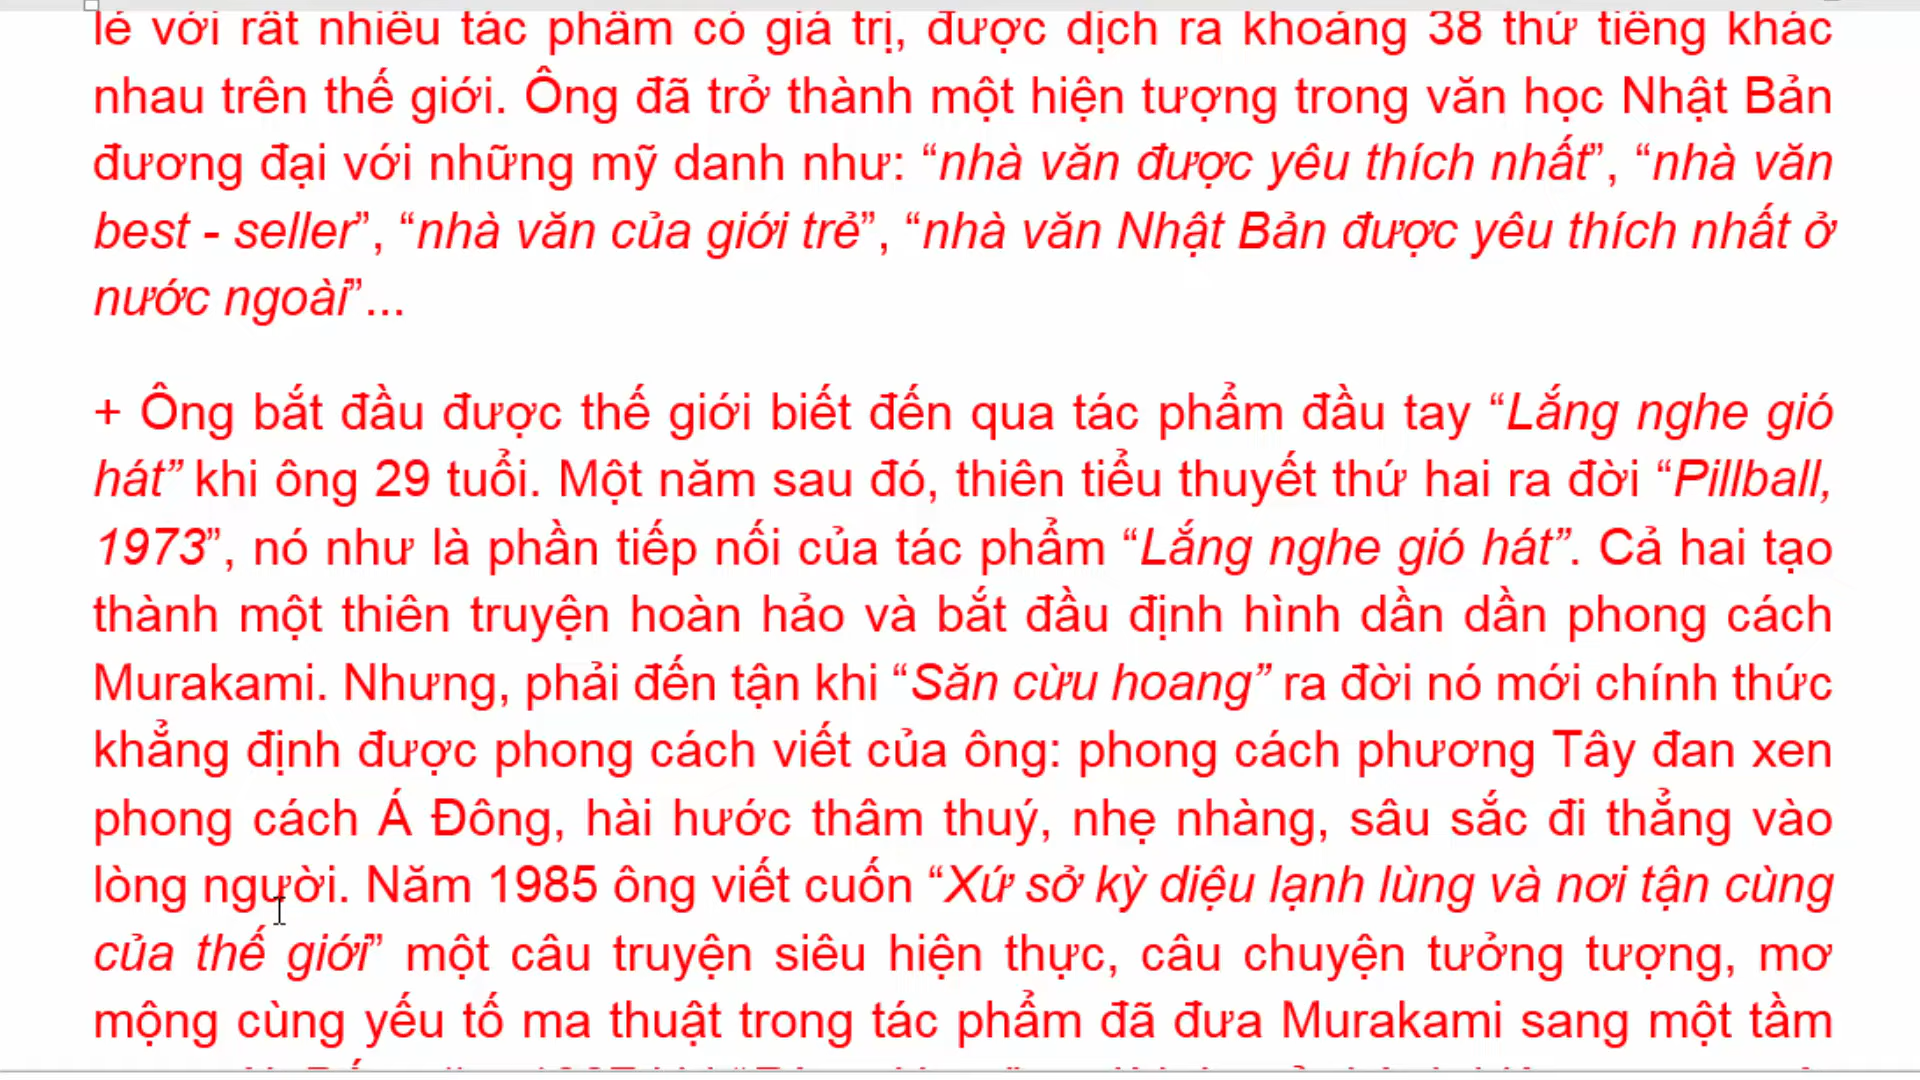 lẻ với rất nhiều tác phẩm có giá trị, được dịch ra khoảng 38 thứ tiếng khác
nhau trên thế giới. Ông đã trở thành một hiện tượng trong văn học Nhật Bản
đương đại với những mỹ danh như: “nhà văn được yêu thích nhất”, “nhà văn
best - seller”, “nhà văn của giới trẻ”, “nhà văn Nhật Bản được yêu thích nhất ở
nước ngoài”...
+ Ông bắt đầu được thế giới biết đến qua tác phẩm đầu tay “Lắng nghe gió
hát” khi ông 29 tuổi. Một năm sau đó, thiên tiểu thuyết thứ hai ra đời “Pillball,
1973”, nó như là phần tiếp nối của tác phẩm “Lắng nghe gió hát”. Cả hai tạo
thành một thiên truyện hoàn hảo và bắt đầu định hình dần dần phong cách
Murakami. Nhưng, phải đến tận khi “Săn cừu hoang” ra đời nó mới chính thức
khẳng định được phong cách viết của ông: phong cách phương Tây đan xen
phong cách Á Đông, hài hước thâm thuý, nhẹ nhàng, sâu sắc đi thẳng vào
lòng người. Năm 1985 ông viết cuốn “Xứ sở kỳ diệu lạnh lùng và nơi tận cùng
của thế giới” một câu truyện siêu hiện thực, câu chuyện tưởng tượng, mơ
mộng cùng yếu tố ma thuật trong tác phẩm đã đưa Murakami sang một tầm